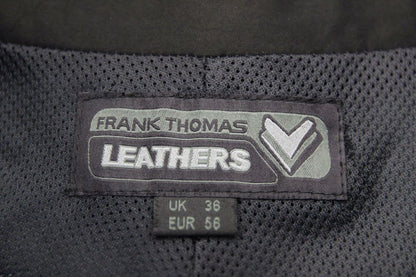 FRANK THOMAS
LEATHERS
UK 36
EUR 56